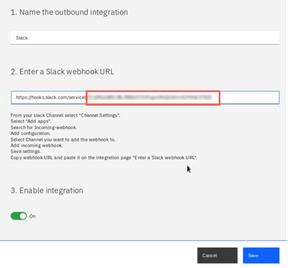 1. Name the outbound integration
Slack
2. Enter a Slack webhook URL
https://hooks.slack.com/service
From your slack Channel select "Channel Settings".
Select "Add apps".
Search for Incoming-webhook.
Add configuration.
Select Channel you want to add the webhook to.
Add incoming webhook.
Save settings.
Copy webhook URL and paste it on the integration page "Enter a Slack webhook URL".
3. Enable integration
On
Cancel
Save